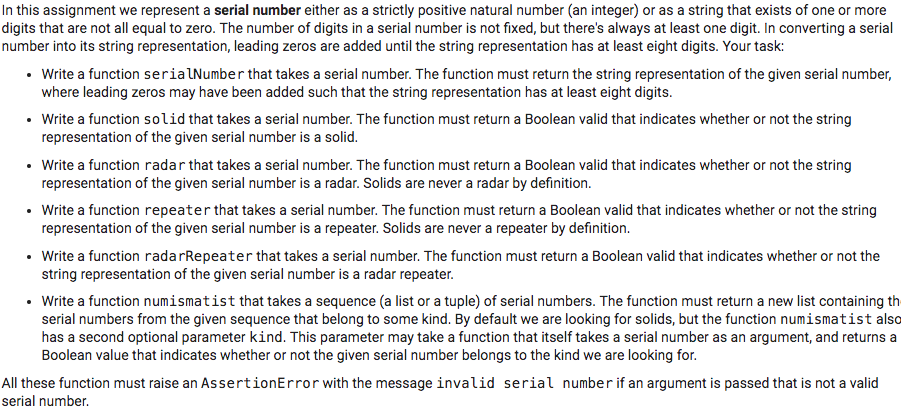 In this assignment we represent a serial number either as a strictly positive natural number (an integer) or as a string that exists of one or more
digits that are not all equal to zero. The number of digits in a serial number is not fixed, but there's always at least one digit. In converting a serial
number into its string representation, leading zeros are added until the string representation has at least eight digits. Your task:
• Write a function serialNumber that takes a serial number. The function must return the string representation of the given serial number,
where leading zeros may have been added such that the string representation has at least eight digits.
• Write a function solid that takes a serial number. The function must return a Boolean valid that indicates whether or not the string
representation of the given serial number is a solid.
• Write a function radar that takes a serial number. The function must return a Boolean valid that indicates whether or not the string
representation of the given serial number is a radar. Solids are never a radar by definition.
• Write a function repeater that takes a serial number. The function must return a Boolean valid that indicates whether or not the string
representation of the given serial number is a repeater. Solids are never a repeater by definition.
• Write a function radarRepeater that takes a serial number. The function must return a Boolean valid that indicates whether or not the
string representation of the given serial number is a radar repeater.
• Write a function numismatist that takes a sequence (a list or a tuple) of serial numbers. The function must return a new list containing th
serial numbers from the given sequence that belong to some kind. By default we are looking for solids, but the function numismatist also
has a second optional parameter kind. This parameter may take a function that itself takes a serial number as an argument, and returns a
Boolean value that indicates whether or not the given serial number belongs to the kind we are looking for.
All these function must raise an AssertionError with the message invalid serial number if an argument is passed that is not a valid
serial number.